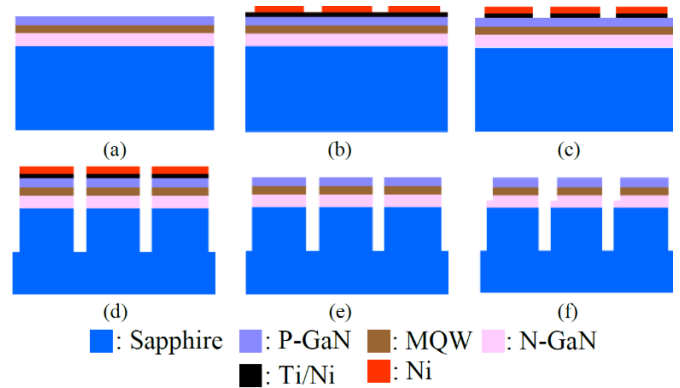 (a)
(b)
(c)
(d)
(e)
(f)
: Sapphire
: P-GaN
: MQW
: N-GaN
: Ti/Ni
: Ni